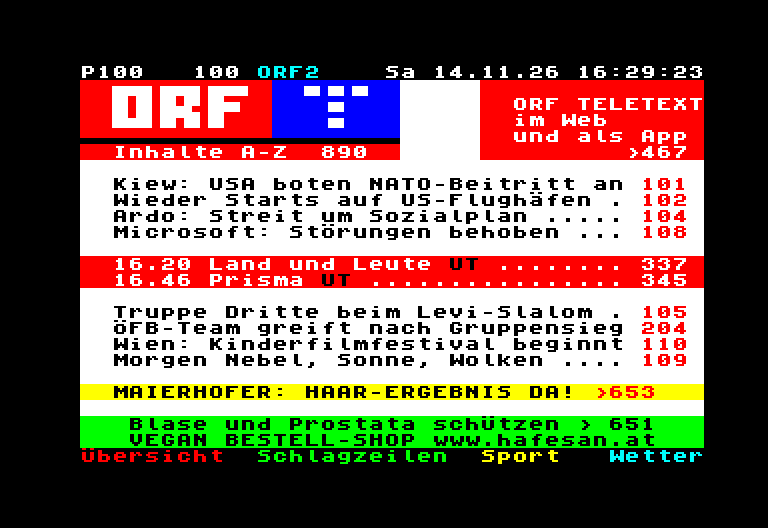 P100 100 ORF2 Sa 14.11.26 16:29:23
ORF T
ORF TELETEXT
im Web
und als App
Inhalte A-Z 890 >467
Kiew: USA boten NATO-Beitritt an 101
Wieder Starts auf US-Flughäfen . 102
Ardo: Streit um Sozialplan ..... 104
Microsoft: Störungen behoben ... 108
16.20 Land und Leute UT ........ 337
16.46 Prisma UT ................ 345
Truppe Dritte beim Levi-Slalom . 105
öFB-Team greift nach Gruppensieg 204
Wien: Kinderfilmfestival beginnt 110
Morgen Nebel, Sonne, Wolken .... 109
MAIERHOFER: HAAR-ERGEBNIS DA! >653
Blase und Prostata schÜtzen > 651
VEGAN BESTELL-SHOP www.hafesan.at
Übersicht Schlagzeilen Sport Wetter